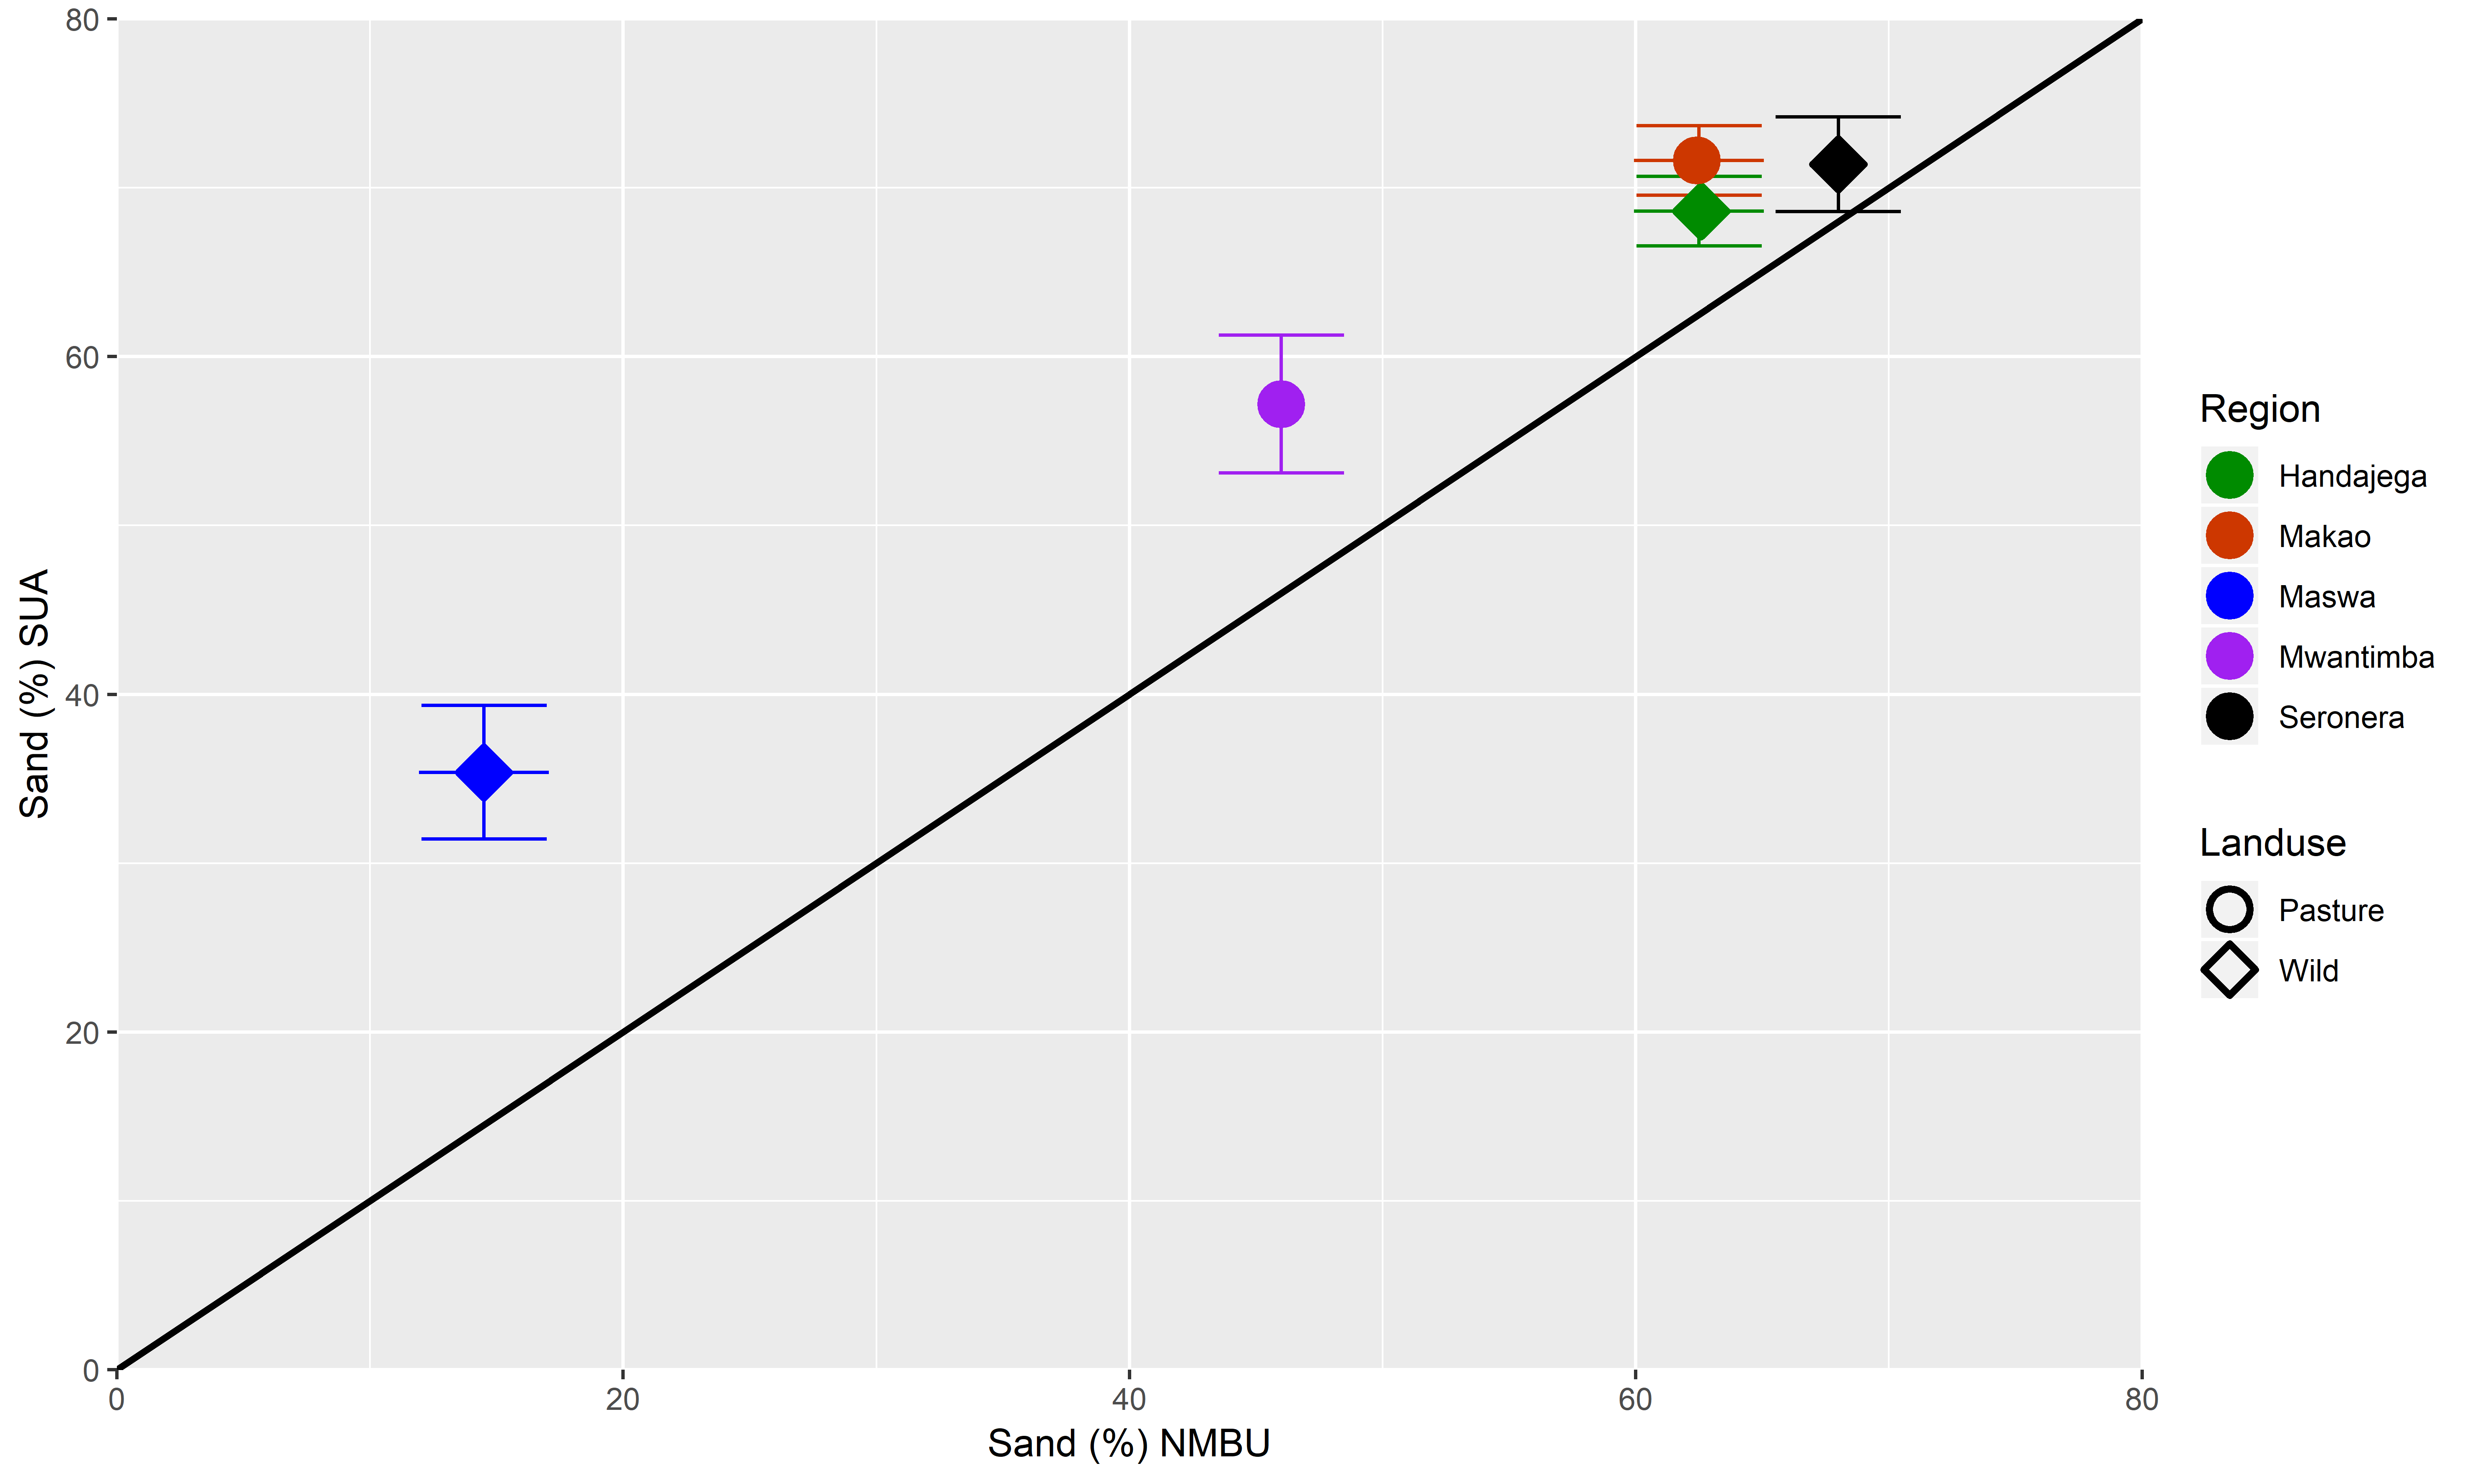 80
60
40
20
0
0 20 40 60 80
Sand (%) NMBU
Sand (%) SUA
Region
Handajega
Makao
Maswa
Mwantimba
Seronera
Landuse
Pasture
Wild